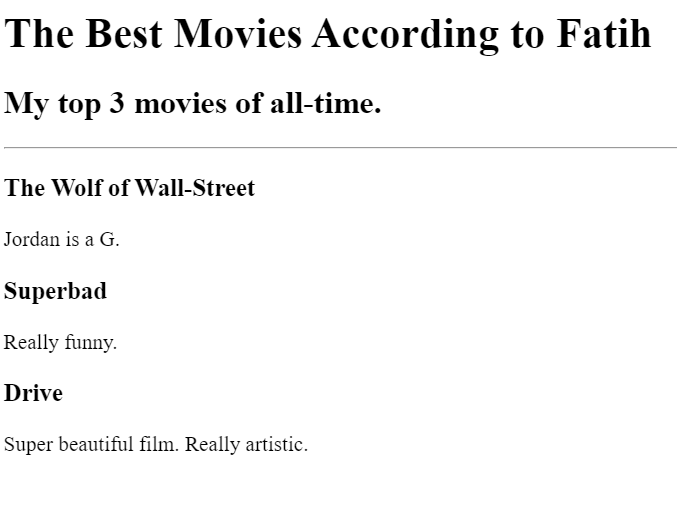 The Best Movies According to Fatih
My top 3 movies of all-time.
The Wolf of Wall-Street
Jordan is a G.
Superbad
Really funny.
Drive
Super beautiful film. Really artistic.